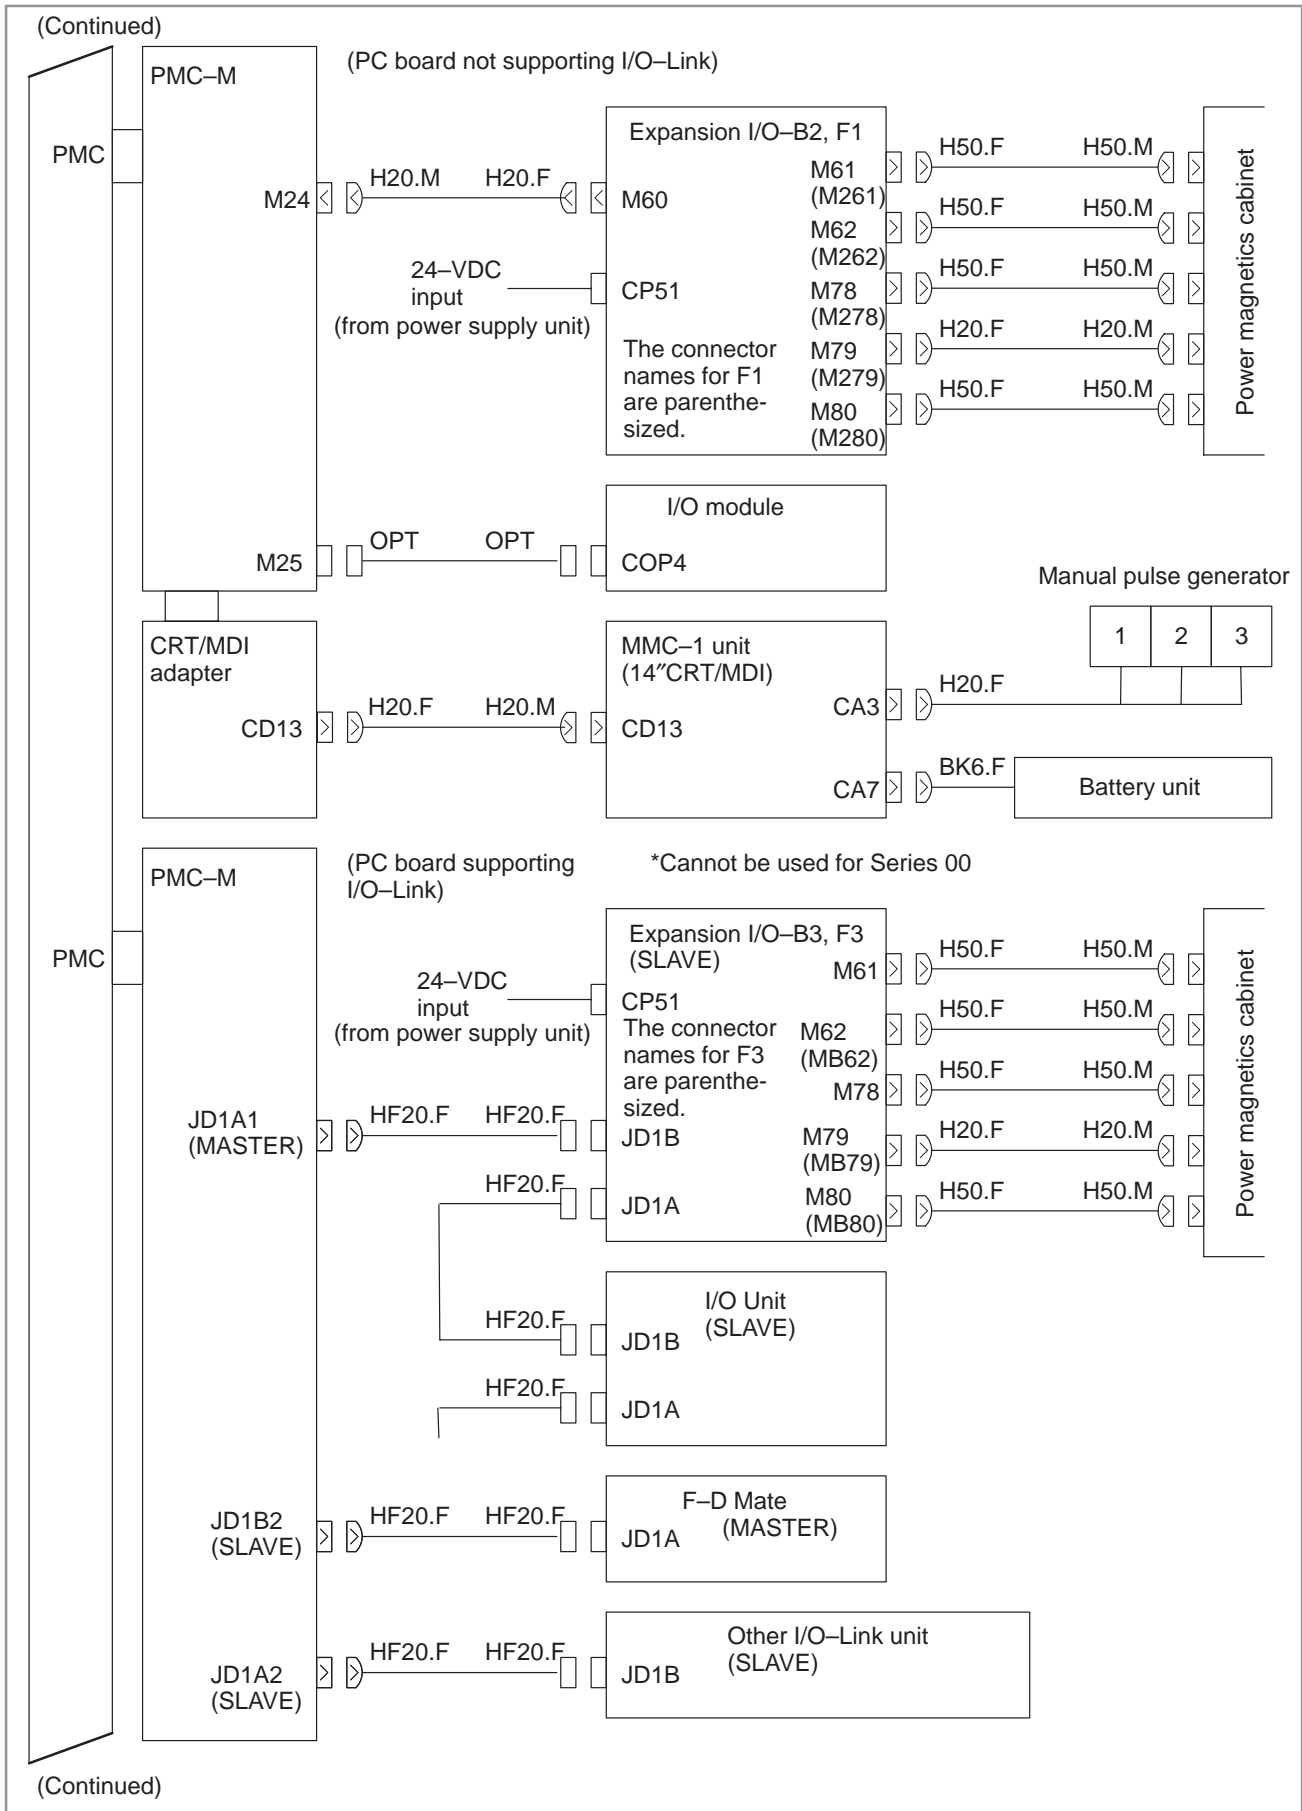 (Continued)
PMC–M
(PC board not supporting I/O–Link)
PMC
Expansion I/O–B2, F1
M24
H20.M
H20.F
M60
24–VDC
input
(from power supply unit)
CP51
The connector
names for F1
are parenthe-
sized.
M61
(M261)
M62
(M262)
M78
(M278)
M79
(M279)
M80
(M280)
H50.F
H50.M
H50.F
H50.M
H50.F
H50.M
H20.F
H20.M
H50.F
H50.M
Power magnetics cabinet
M25
OPT
OPT
I/O module
COP4
Manual pulse generator
1
2
3
CRT/MDI
adapter
CD13
H20.F
H20.M
MMC–1 unit
(14″CRT/MDI)
CD13
CA3
H20.F
CA7
BK6.F
Battery unit
PMC–M
(PC board supporting
I/O–Link)
*Cannot be used for Series 00
PMC
Expansion I/O–B3, F3
(SLAVE)
24–VDC
input
(from power supply unit)
CP51
The connector
names for F3
are parenthe-
sized.
M61
M62
(MB62)
M78
M79
(MB79)
M80
(MB80)
H50.F
H50.M
H50.F
H50.M
H50.F
H50.M
H20.F
H20.M
H50.F
H50.M
Power magnetics cabinet
JD1A1
(MASTER)
HF20.F
HF20.F
JD1B
HF20.F
JD1A
I/O Unit
(SLAVE)
HF20.F
JD1B
HF20.F
JD1A
JD1B2
(SLAVE)
HF20.F
HF20.F
F–D Mate
(MASTER)
JD1A
JD1A2
(SLAVE)
HF20.F
HF20.F
Other I/O–Link unit
(SLAVE)
JD1B
(Continued)